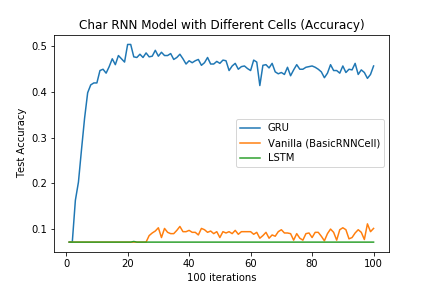 Char RNN Model with Different Cells (Accuracy)
0.5
0.4
0.3
0.2
0.1
Test Accuracy
GRU
Vanilla (BasicRNNCell)
LSTM
0
20
40
60
80
100
100 iterations